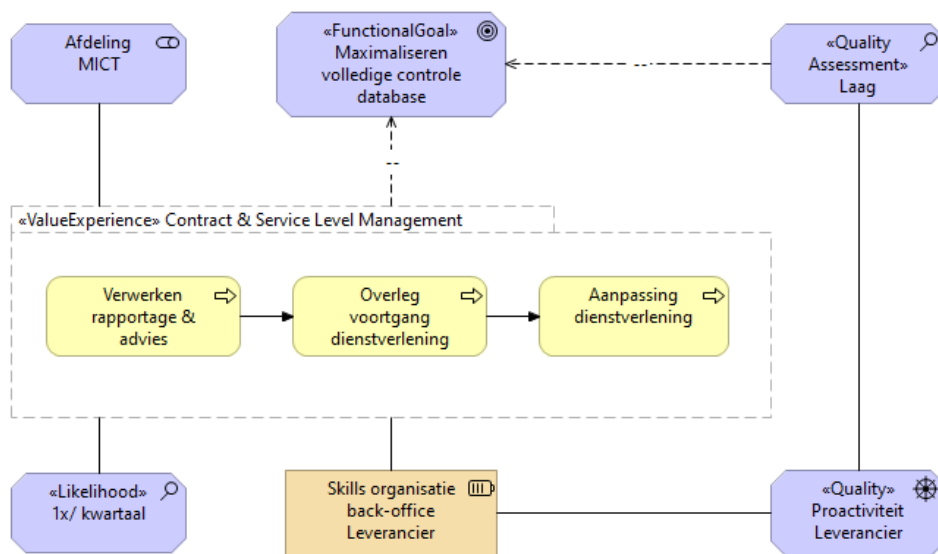 Afdeling
MICT
«FunctionalGoal»
Maximaliseren
volledige controle
database
«Quality
Assessment»
Laag
--
--
«ValueExperience» Contract & Service Level Management
Verwerken
rapportage &
advies
Overleg
voortgang
dienstverlening
Aanpassing
dienstverlening
«Likelihood»
1x/ kwartaal
Skills organisatie
back-office
Leverancier
«Quality»
Proactiviteit
Leverancier